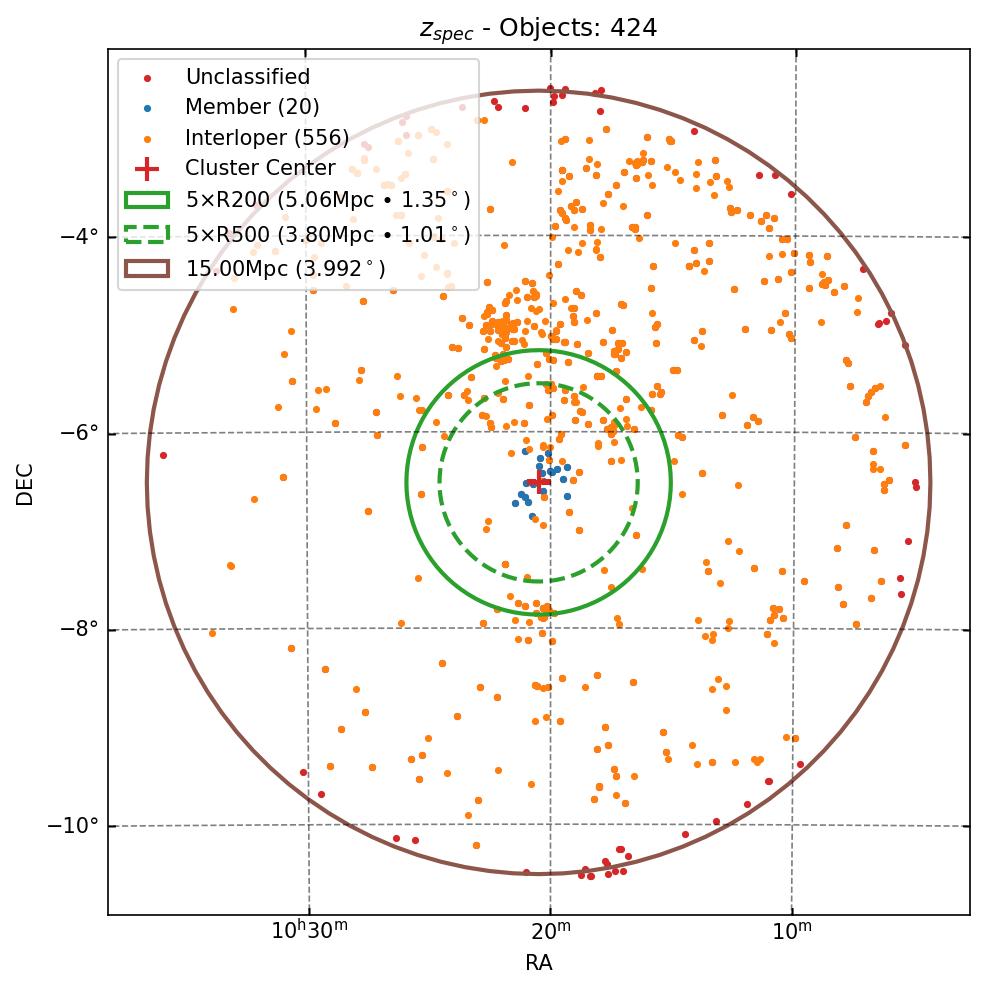 z_spec - Objects: 424
Unclassified
Member (20)
Interloper (556)
Cluster Center
5×R200 (5.06Mpc • 1.35°)
5×R500 (3.80Mpc • 1.01°)
15.00Mpc (3.992°)
−4°
−6°
−8°
−10°
DEC
10h30m 20m 10m
RA